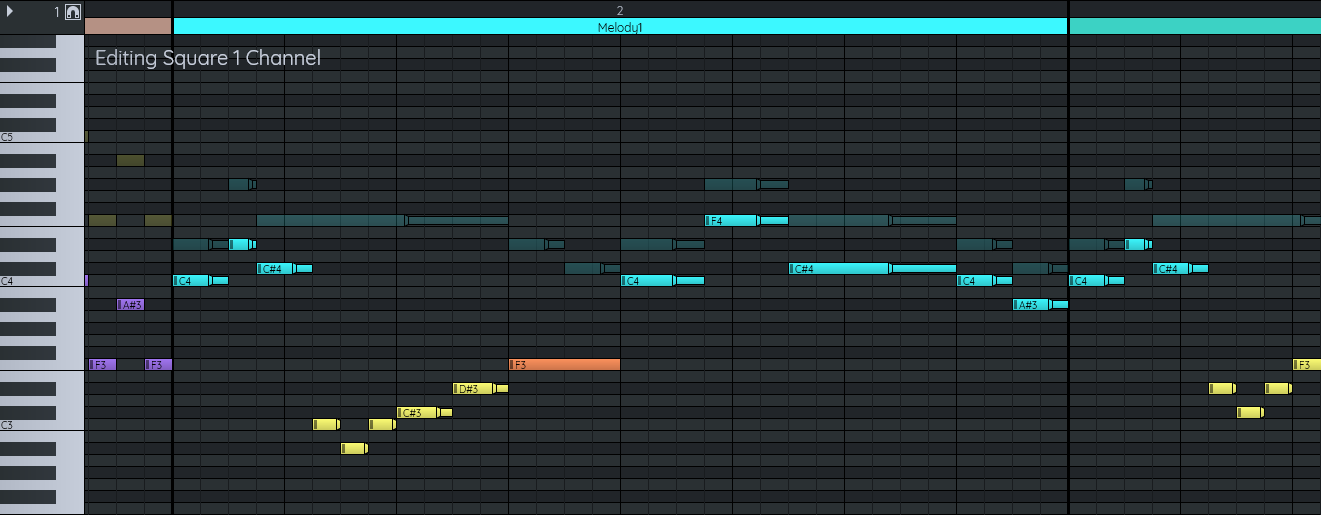 1 2
Melody1
Editing Square 1 Channel
C5
F4
C#4 C#4 C#4
C4 C4 C4 C4 C4
A#3 A#3
F3 F3 F3 F3
D#3
C#3
C3